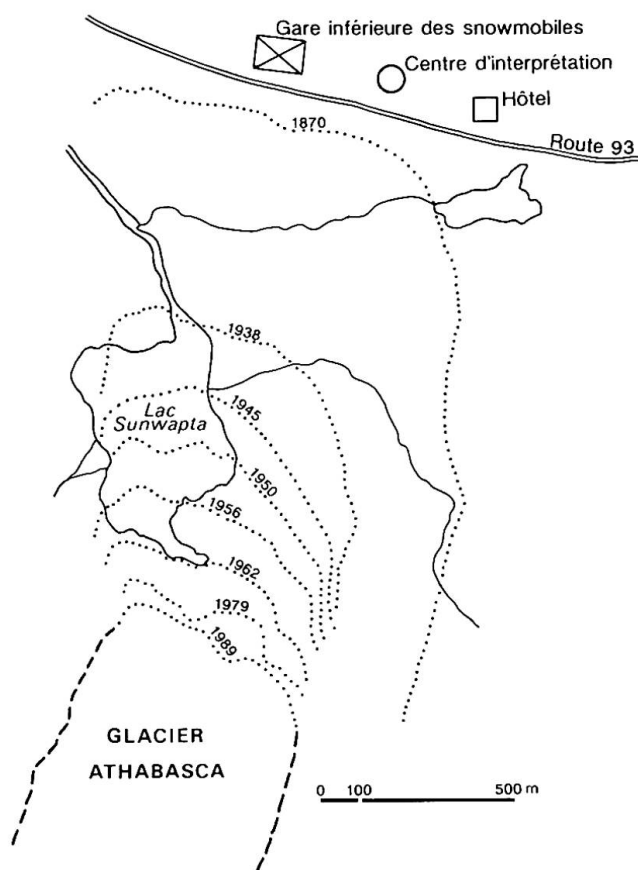 Gare inférieure des snowmobiles
Centre d'interprétation
Hôtel
Route 93
1870
1938
Lac
Sunwapta
1945
1950
1956
1962
1979
1989
GLACIER
ATHABASCA
0 100 500 m